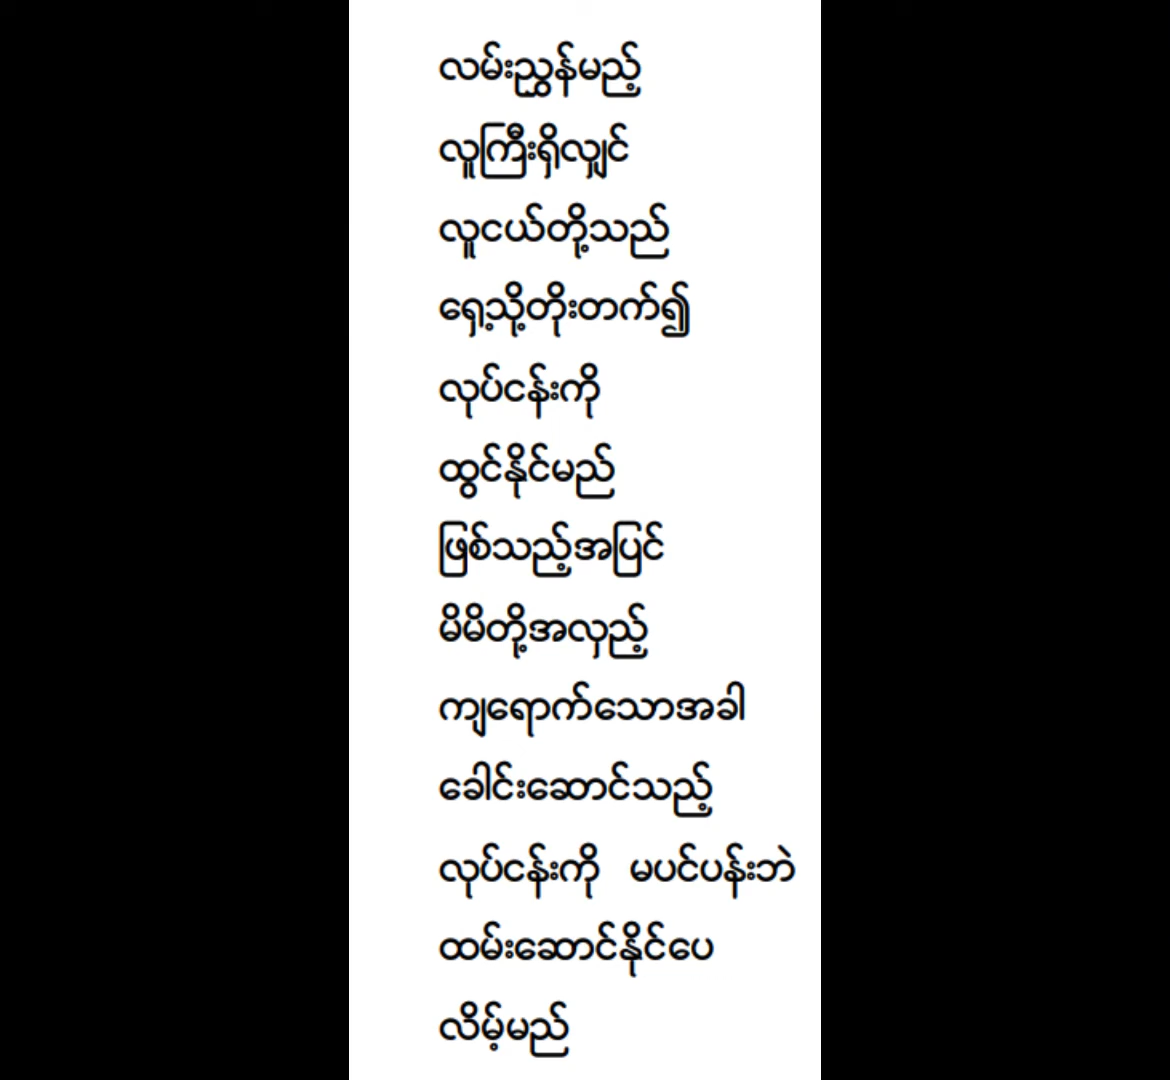 လမ်းညွှန်မည့်
လူကြီးရှိလျှင်
လူငယ်တို့သည်
ရှေ့သို့တိုးတက်၍
လုပ်ငန်းကို
ထွင်နိုင်မည်
ဖြစ်သည့်အပြင်
မိမိတို့အလှည့်
ကျရောက်သောအခါ
ခေါင်းဆောင်သည့်
လုပ်ငန်းကို မပင်ပန်းဘဲ
ထမ်းဆောင်နိုင်ပေ
လိမ့်မည်